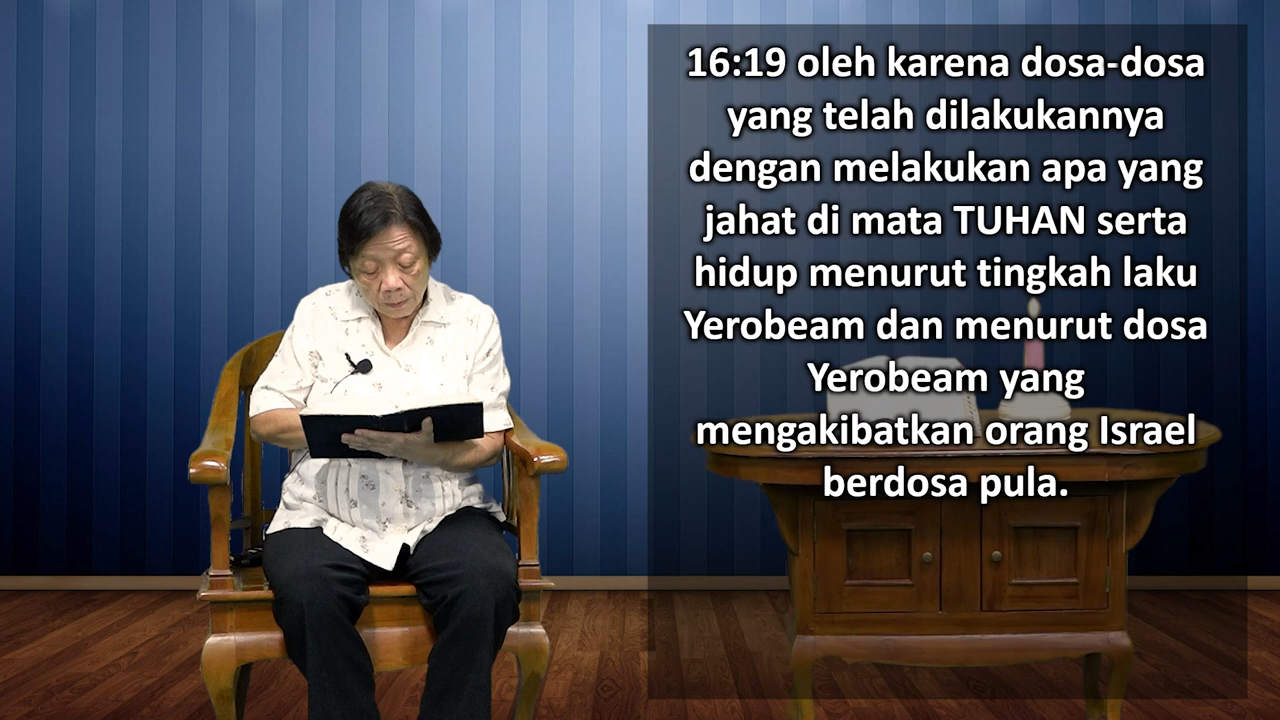 16:19 oleh karena dosa-dosa
yang telah dilakukannya
dengan melakukan apa yang
jahat di mata TUHAN serta
hidup menurut tingkah laku
Yerobeam dan menurut dosa
Yerobeam yang
mengakibatkan orang Israel
berdosa pula.